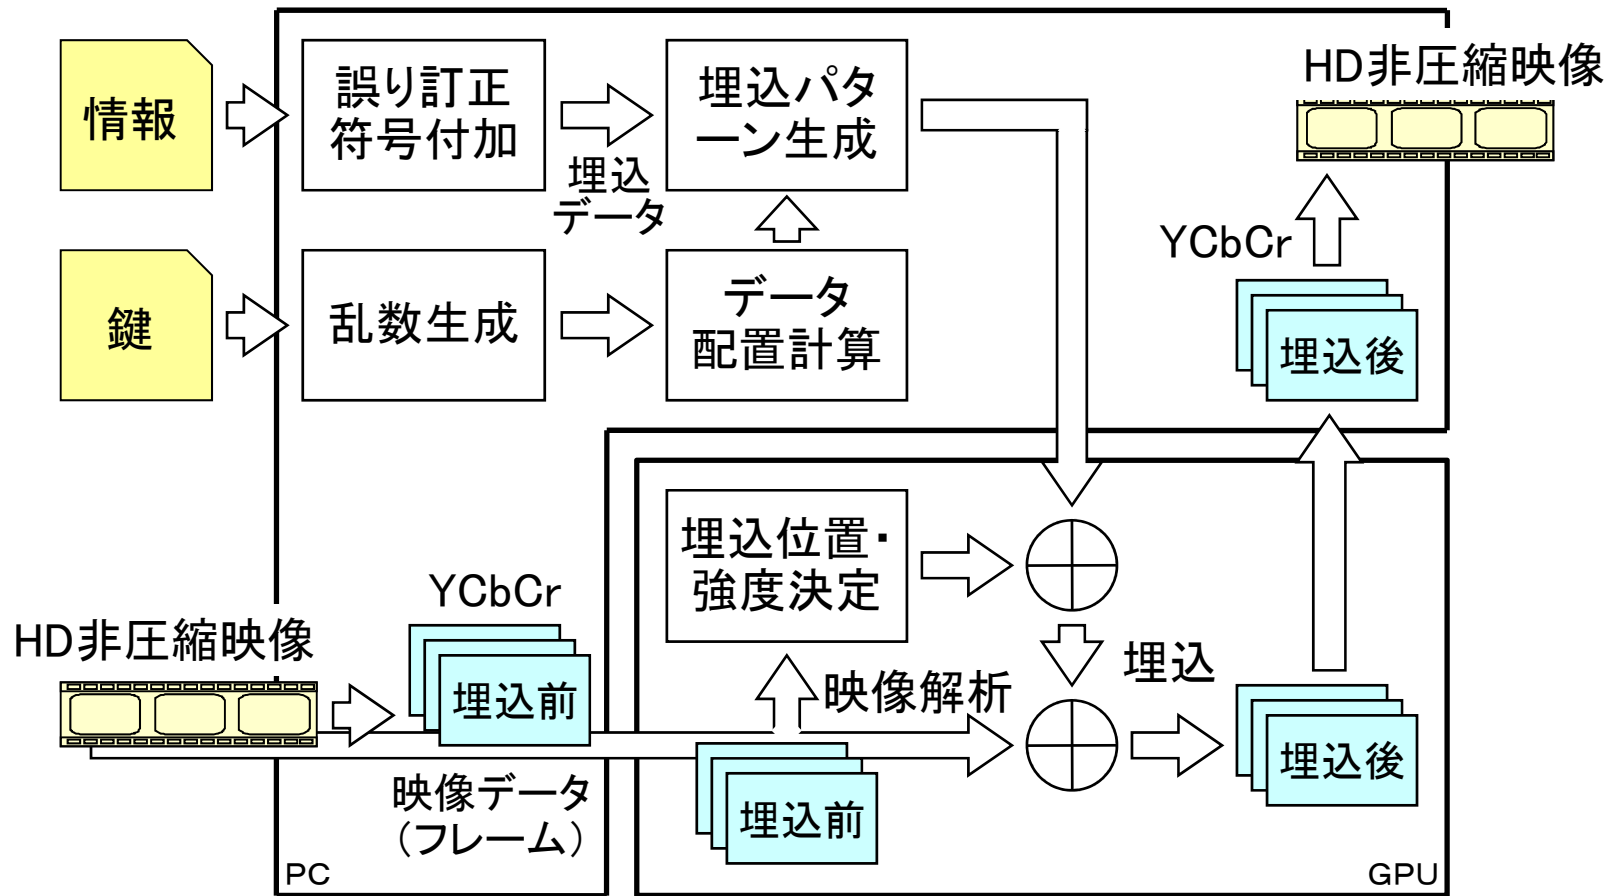 情報
誤り訂正
符号付加
埋込
データ
埋込パタ
ーン生成
HD非圧縮映像
鍵
乱数生成
データ
配置計算
YCbCr
埋込後
埋込位置・
強度決定
YCbCr
HD非圧縮映像
埋込前
映像解析
埋込
埋込後
映像データ
(フレーム)
埋込前
PC
GPU